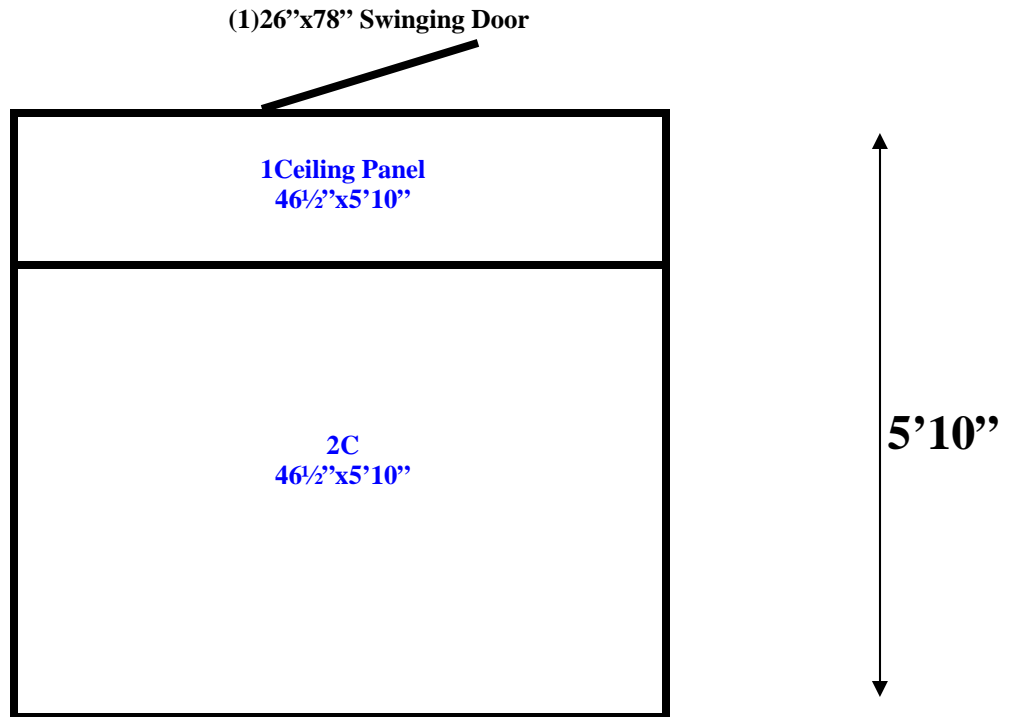 (1)26”x78” Swinging Door
1Ceiling Panel
46½”x5’10”
2C
46½”x5’10”
5’10”